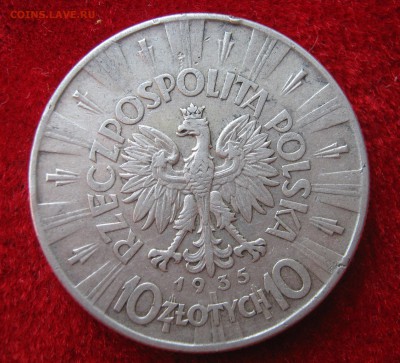 COINS.LAVE.RU
RZECZPOSPOLITA POLSKA
1935
10 ZŁOTYCH 10